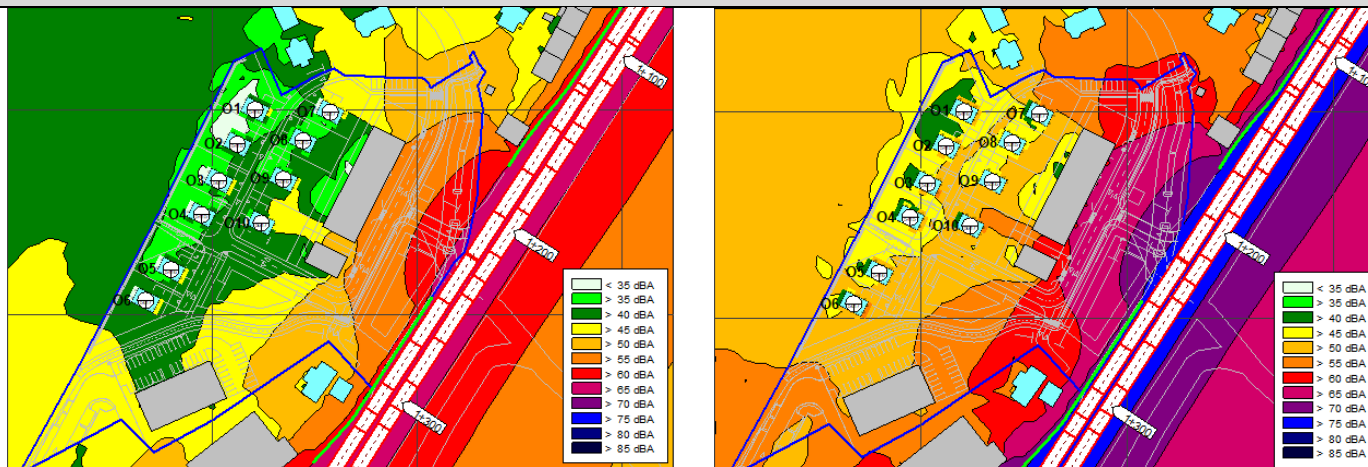 O1
O7
O2
O8
O3
O9
O4
O10
O5
O6
1+100
1+200
1+300
< 35 dBA
> 35 dBA
> 40 dBA
> 45 dBA
> 50 dBA
> 55 dBA
> 60 dBA
> 65 dBA
> 70 dBA
> 75 dBA
> 80 dBA
> 85 dBA
O1
O7
O2
O8
O3
O9
O4
O10
O5
O6
1+200
1+300
< 35 dBA
> 35 dBA
> 40 dBA
> 45 dBA
> 50 dBA
> 55 dBA
> 60 dBA
> 65 dBA
> 70 dBA
> 75 dBA
> 80 dBA
> 85 dBA